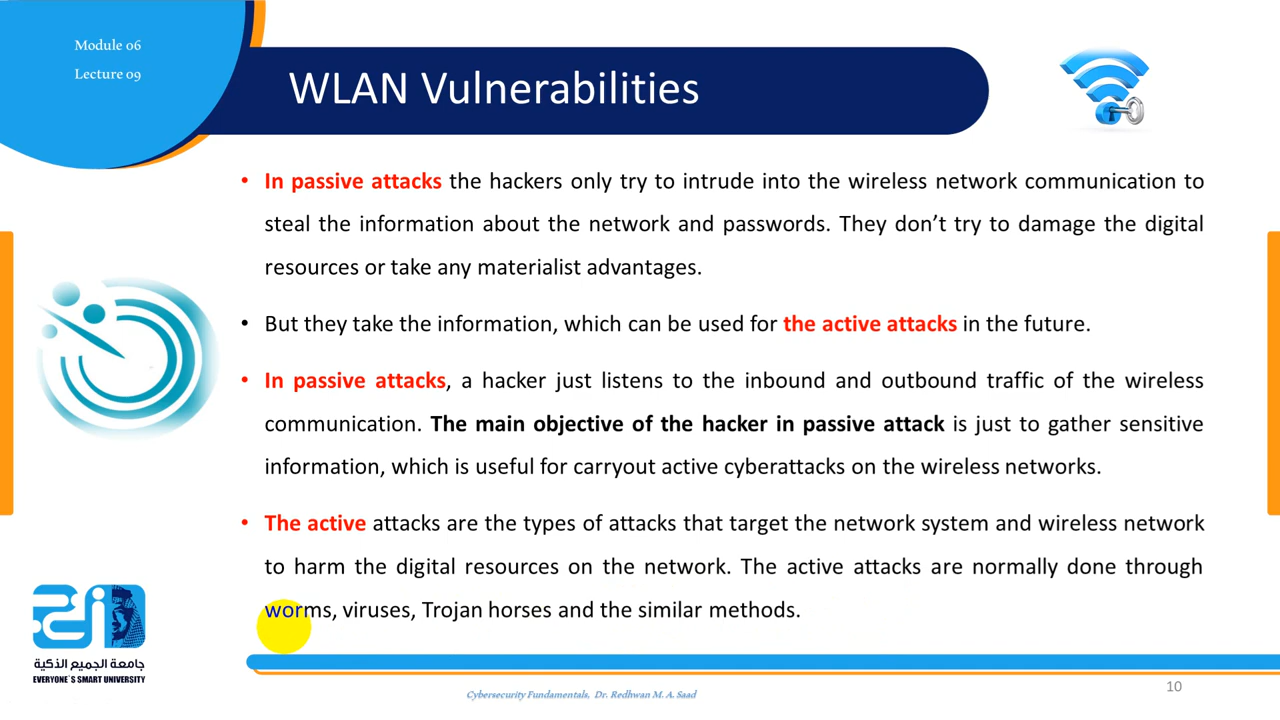 Module 06
Lecture 09
WLAN Vulnerabilities
• In passive attacks the hackers only try to intrude into the wireless network communication to
steal the information about the network and passwords. They don’t try to damage the digital
resources or take any materialist advantages.
• But they take the information, which can be used for the active attacks in the future.
• In passive attacks, a hacker just listens to the inbound and outbound traffic of the wireless
communication. The main objective of the hacker in passive attack is just to gather sensitive
information, which is useful for carryout active cyberattacks on the wireless networks.
• The active attacks are the types of attacks that target the network system and wireless network
to harm the digital resources on the network. The active attacks are normally done through
worms, viruses, Trojan horses and the similar methods.
جامعة الجميع الذكية
EVERYONE`S SMART UNIVERSITY
Cybersecurity Fundamentals, Dr. Redhwan M. A. Saad
10